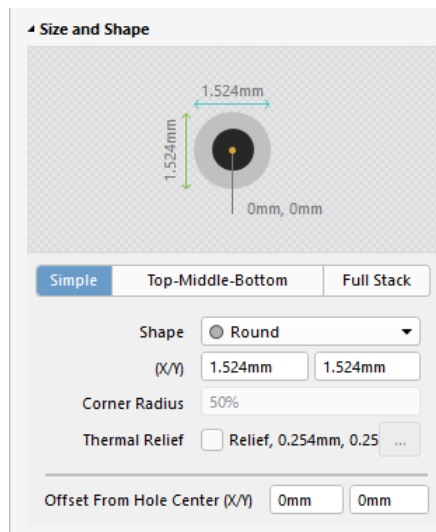 Size and Shape
1.524mm
1.524mm
0mm, 0mm
Simple Top-Middle-Bottom Full Stack
Shape Round
(X/Y) 1.524mm 1.524mm
Corner Radius 50%
Thermal Relief Relief, 0.254mm, 0.25 ...
Offset From Hole Center (X/Y) 0mm 0mm